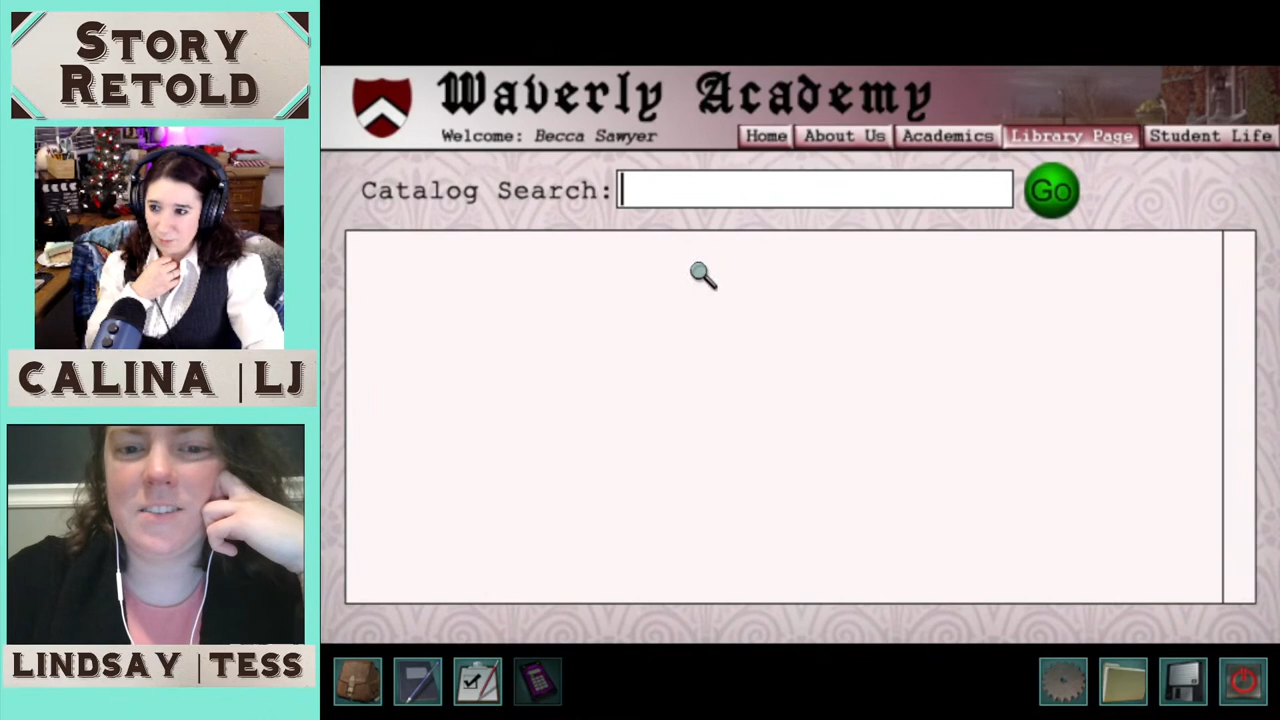 STORY
RETOLD
CALINA | LJ
LINDSAY | TESS
Waverly Academy
Welcome: Becca Sawyer
Home About Us Academics Library Page Student Life
Catalog Search: Go